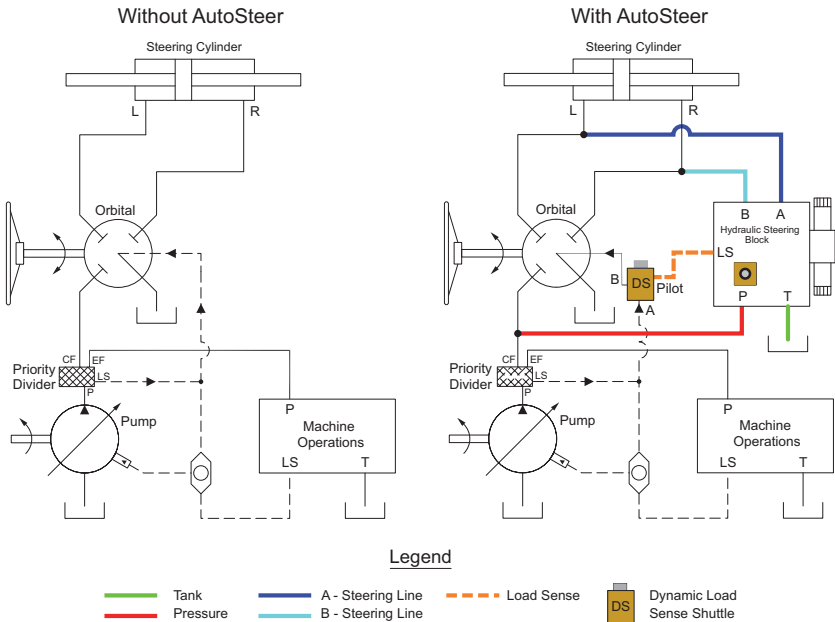 Without AutoSteer
Steering Cylinder
L
R
Orbital
CF
EF
Priority
Divider
LS
P
Pump
P
Machine
Operations
LS
T
With AutoSteer
Steering Cylinder
L
R
Orbital
B
A
Hydraulic Steering
Block
LS
B
DS
Pilot
A
P
T
CF
EF
Priority
Divider
LS
P
Pump
P
Machine
Operations
LS
T
Legend
Tank
Pressure
A - Steering Line
B - Steering Line
Load Sense
DS
Dynamic Load
Sense Shuttle